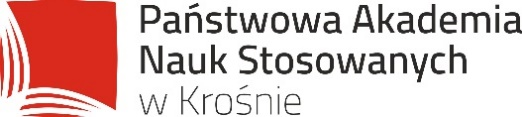 Państwowa Akademia
Nauk Stosowanych
w Krośnie